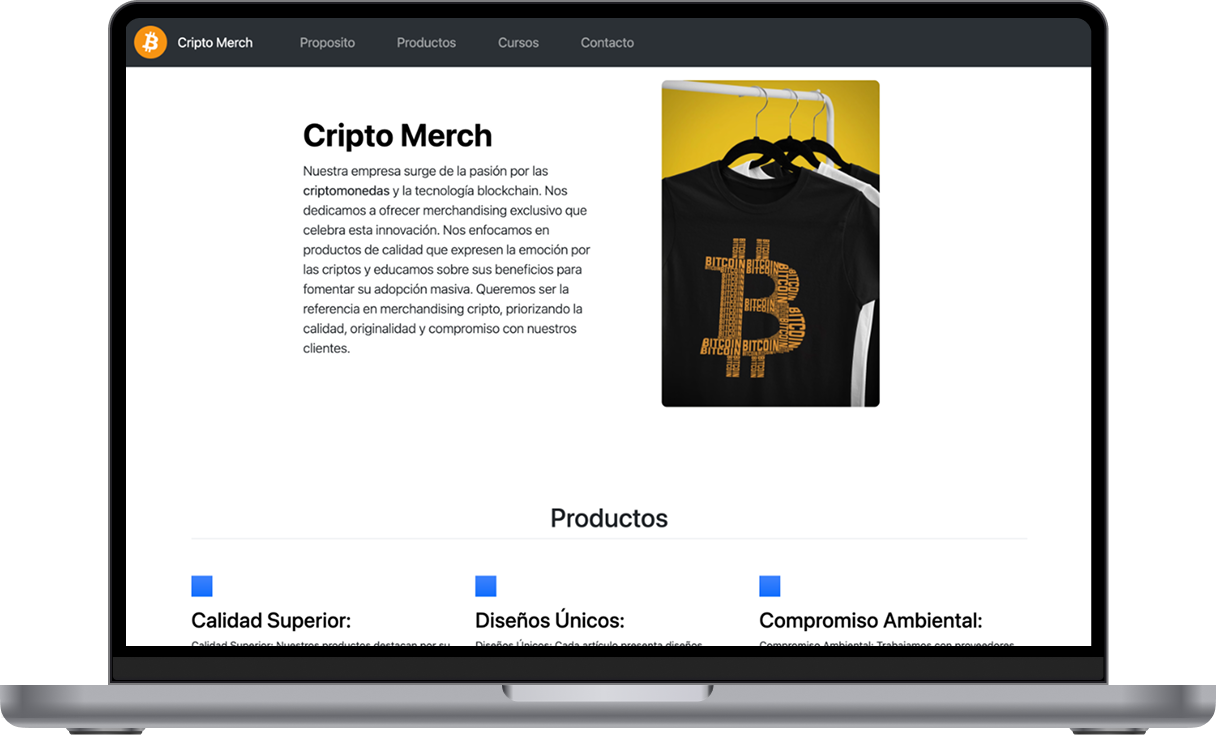 Cripto Merch
Proposito
Productos
Cursos
Contacto
Cripto Merch
Nuestra empresa surge de la pasión por las
criptomonedas y la tecnología blockchain. Nos
dedicamos a ofrecer merchandising exclusivo que
celebra esta innovación. Nos enfocamos en
productos de calidad que expresen la emoción por
las criptos y educamos sobre sus beneficios para
fomentar su adopción masiva. Queremos ser la
referencia en merchandising cripto, priorizando la
calidad, originalidad y compromiso con nuestros
clientes.
BITCOIN BITCOIN BITCOIN
BITCOIN
BITCOIN
BITCOIN
BITCOIN
BITCOIN BITCOIN
BITCOIN
Productos
Calidad Superior:
Calidad Superior: Nuestros productos destacan por su
Diseños Únicos:
Diseños Únicos: Cada artículo presenta diseños
Compromiso Ambiental:
Compromiso Ambiental: Trabajamos con proveedores